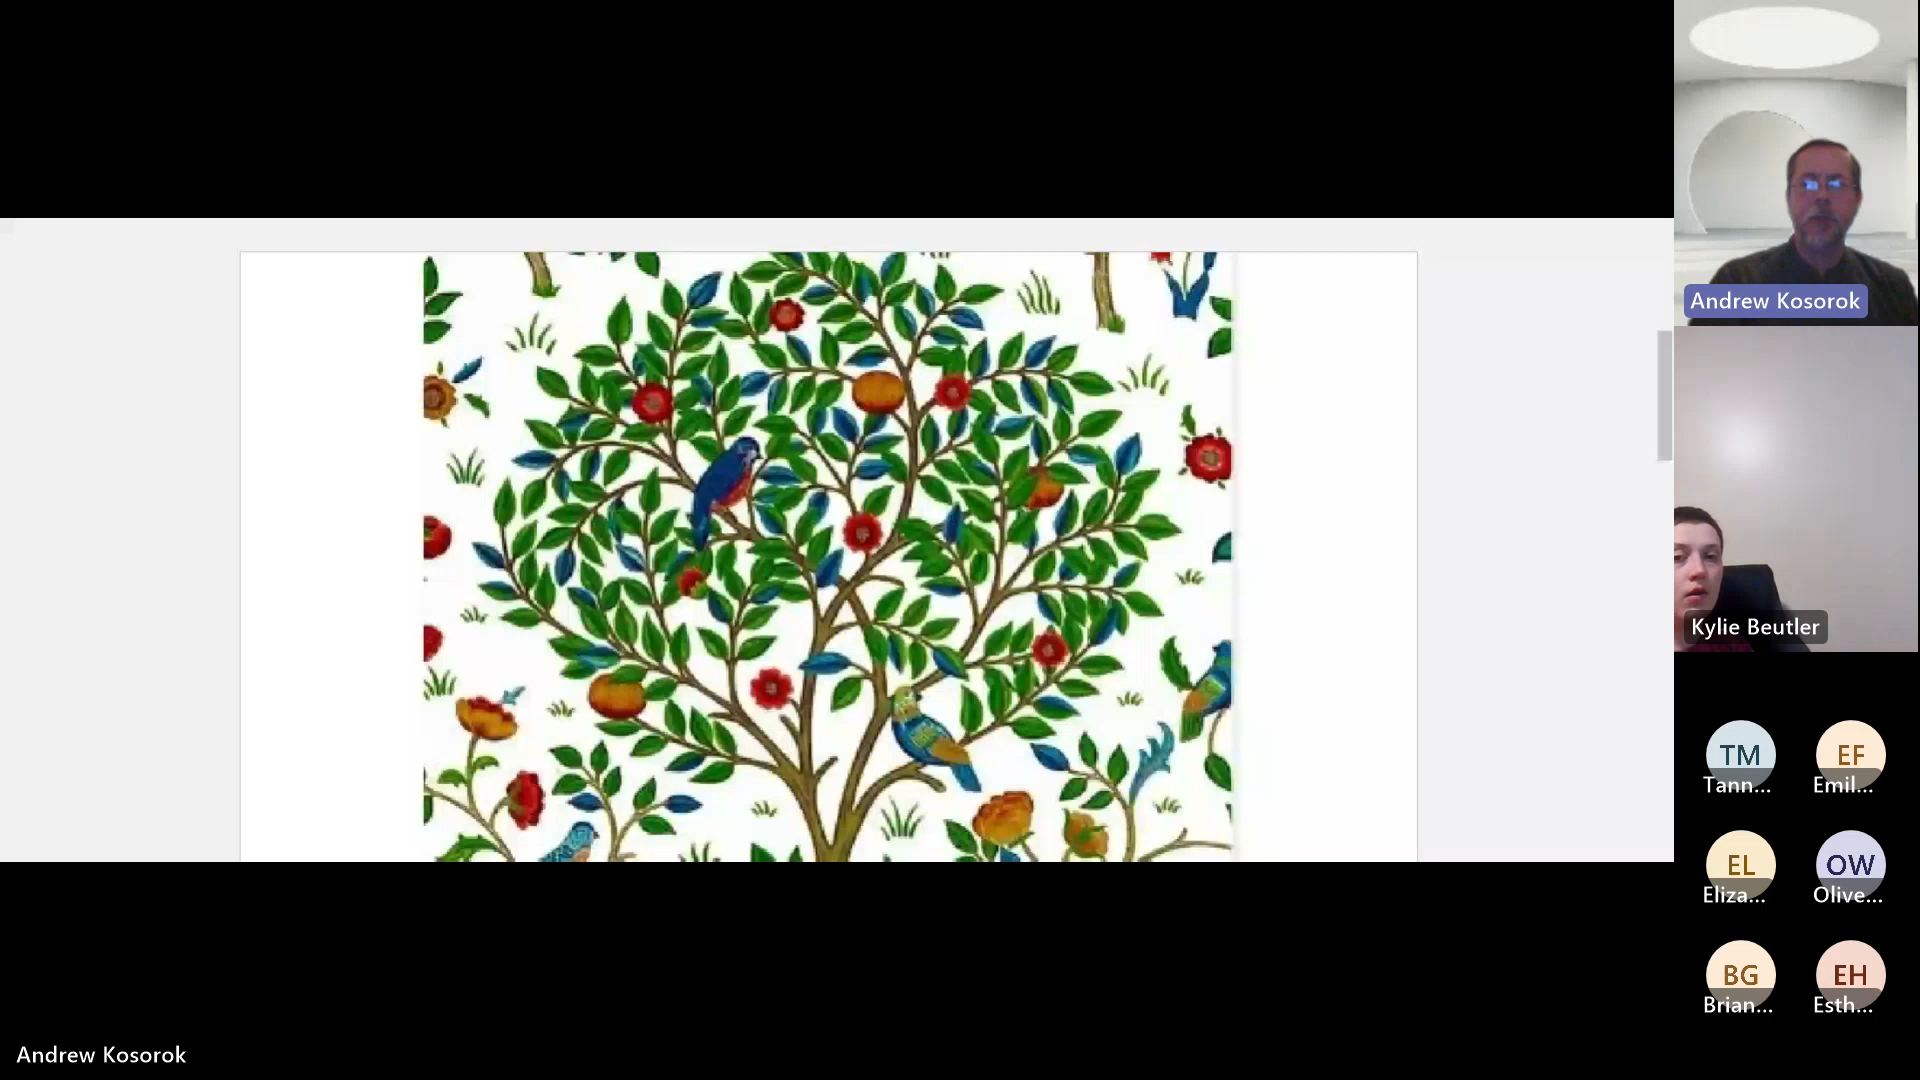 Andrew Kosorok
Kylie Beutler
TM
Tann...
EF
Emil...
EL
Eliza...
OW
Olive...
BG
Brian...
EH
Esth...
Andrew Kosorok